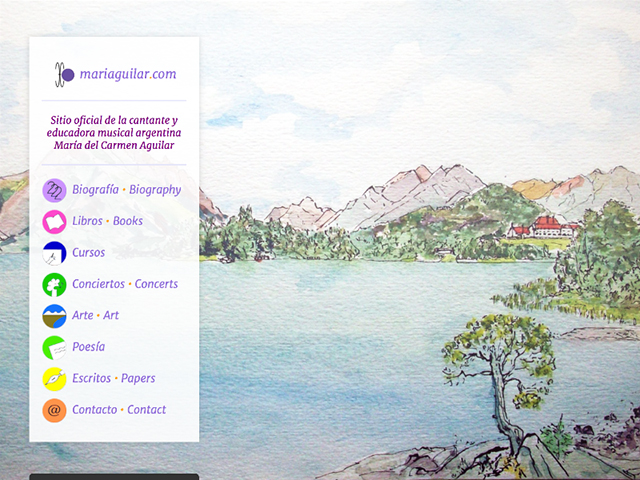 mariaguilar.com
Sitio oficial de la cantante y
educadora musical argentina
María del Carmen Aguilar
Biografía • Biography
Libros • Books
Cursos
Conciertos • Concerts
Arte • Art
Poesía
Escritos • Papers
@ Contacto • Contact